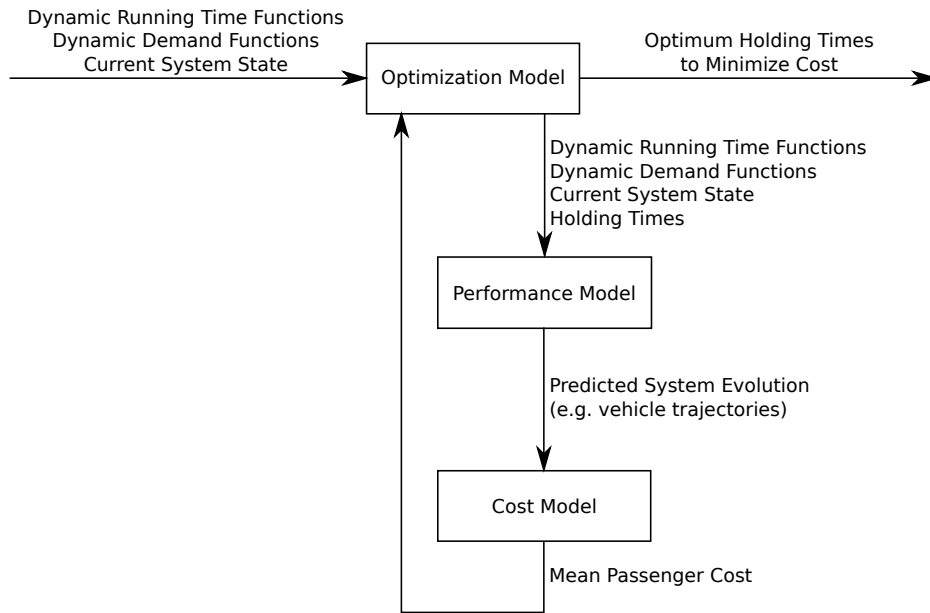 Dynamic Running Time Functions
Dynamic Demand Functions
Current System State
Optimization Model
Optimum Holding Times
to Minimize Cost
Dynamic Running Time Functions
Dynamic Demand Functions
Current System State
Holding Times
Performance Model
Predicted System Evolution
(e.g. vehicle trajectories)
Cost Model
Mean Passenger Cost